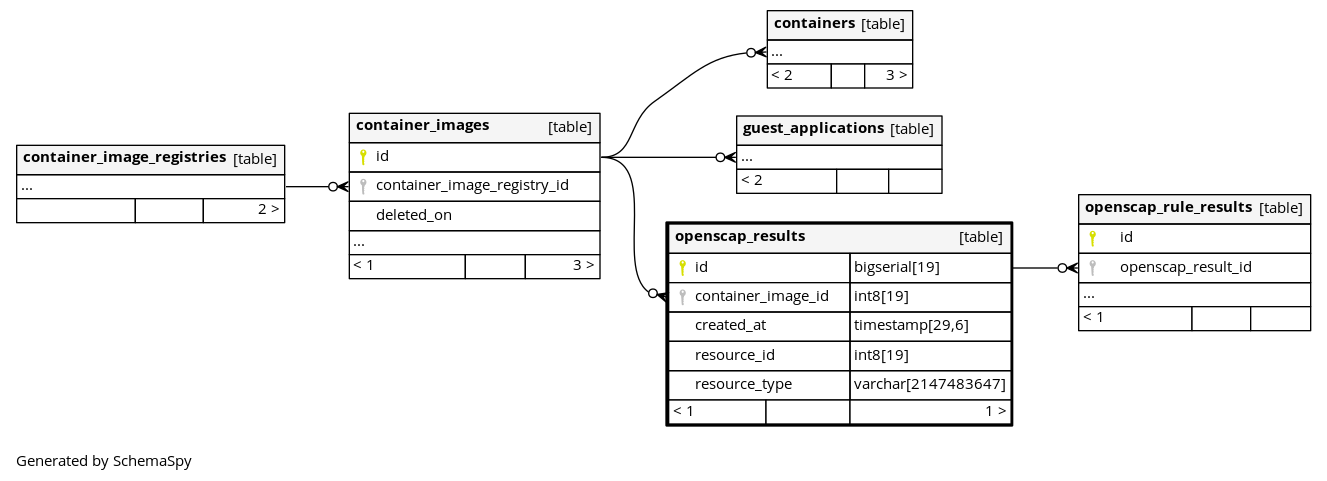 containers [table]
...
< 2 3 >
container_images [table]
id
container_image_registry_id
deleted_on
...
< 1 3 >
guest_applications [table]
...
< 2
container_image_registries [table]
...
2 >
openscap_results [table]
id bigserial[19]
container_image_id int8[19]
created_at timestamp[29,6]
resource_id int8[19]
resource_type varchar[2147483647]
< 1 1 >
openscap_rule_results [table]
id
openscap_result_id
...
< 1
Generated by SchemaSpy